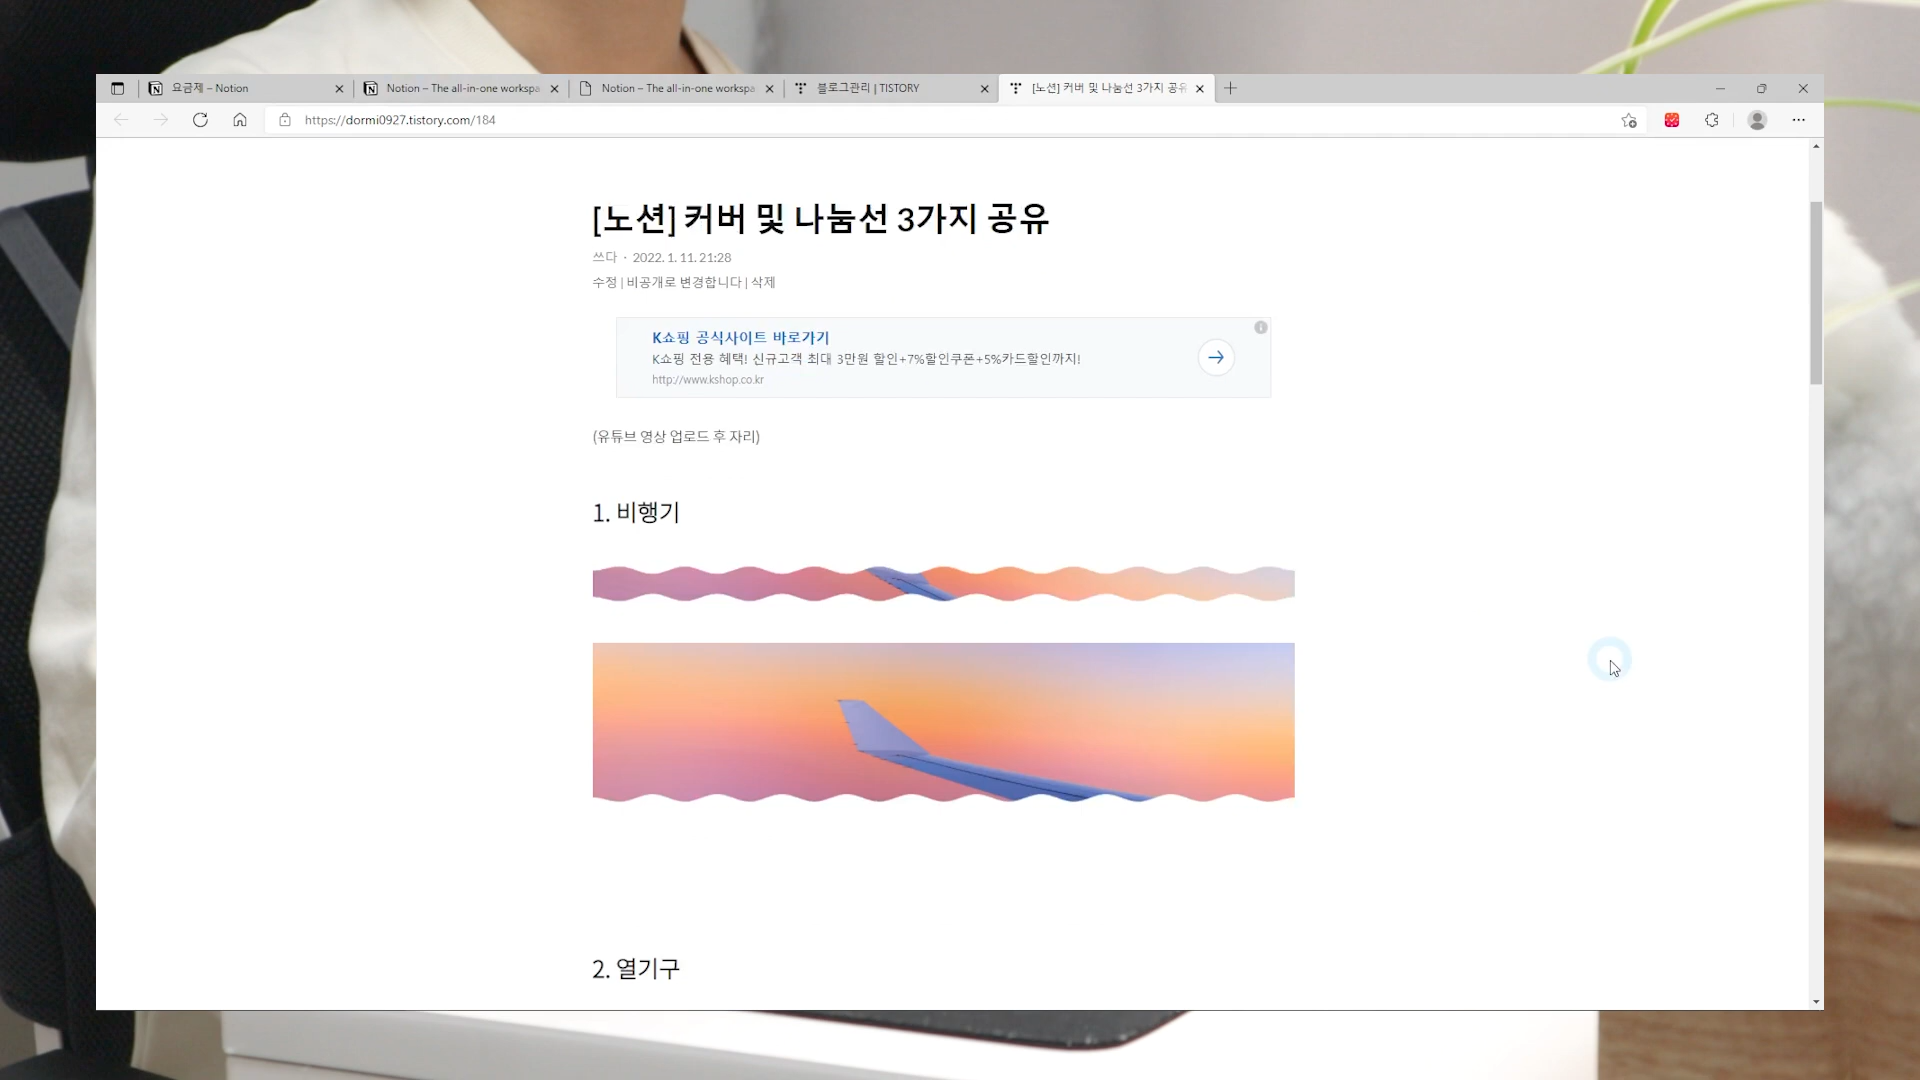 요금제 – Notion
Notion – The all-in-one workspa
Notion – The all-in-one workspa
블로그관리 | TISTORY
[노션] 커버 및 나눔선 3가지 공유
https://dormi0927.tistory.com/184
[노션] 커버 및 나눔선 3가지 공유
쓰다 · 2022. 1. 11. 21:28
수정 | 비공개로 변경합니다 | 삭제
K쇼핑 공식사이트 바로가기
K쇼핑 전용 혜택! 신규고객 최대 3만원 할인+7%할인쿠폰+5%카드할인까지!
http://www.kshop.co.kr
(유튜브 영상 업로드 후 자리)
1. 비행기
2. 열기구